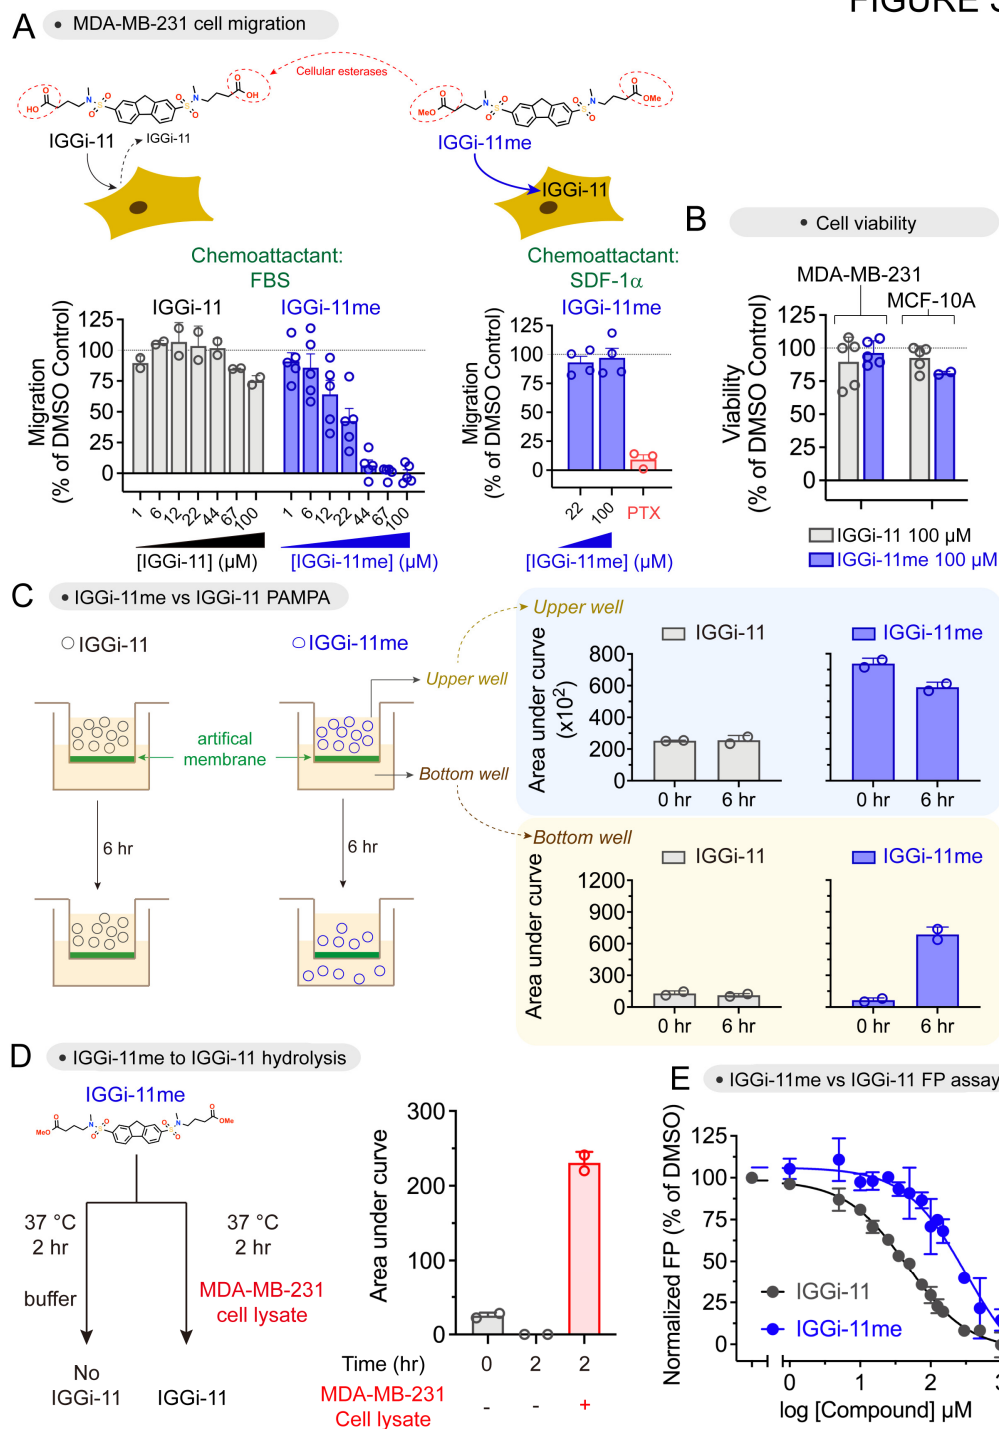 FIGURE
A
• MDA-MB-231 cell migration
Cellular esterases
HO
O
N
O
S
O
O
S
O
N
O
OH
MeO
O
N
O
S
O
O
S
O
N
O
OMe
IGGi-11
IGGi-11
IGGi-11me
IGGi-11
Chemoattactant:
FBS
IGGi-11
IGGi-11me
Migration
(% of DMSO Control)
125
100
75
50
25
0
1 6 12 22 44 67 100
1 6 12 22 44 67 100
[IGGi-11] (µM)
[IGGi-11me] (µM)
Chemoattactant:
SDF-1α
IGGi-11me
Migration
(% of DMSO Control)
125
100
75
50
25
0
22 100 PTX
[IGGi-11me] (µM)
B
• Cell viability
MDA-MB-231
MCF-10A
Viability
(% of DMSO Control)
125
100
75
50
25
0
IGGi-11 100 µM
IGGi-11me 100 µM
C
• IGGi-11me vs IGGi-11 PAMPA
IGGi-11
IGGi-11me
Upper well
artifical
membrane
Bottom well
6 hr
6 hr
Upper well
IGGi-11
IGGi-11me
Area under curve
(x10²)
800
600
400
200
0
0 hr 6 hr
0 hr 6 hr
Bottom well
IGGi-11
IGGi-11me
Area under curve
1200
900
600
300
0
0 hr 6 hr
0 hr 6 hr
D
• IGGi-11me to IGGi-11 hydrolysis
IGGi-11me
MeO
O
N
O
S
O
O
S
O
N
O
OMe
37 °C
2 hr
37 °C
2 hr
buffer
MDA-MB-231
cell lysate
No
IGGi-11
IGGi-11
Area under curve
300
200
100
0
Time (hr) 0 2 2
MDA-MB-231
Cell lysate
- - +
E
• IGGi-11me vs IGGi-11 FP assay
Normalized FP (% of DMSO)
125
100
75
50
25
0
IGGi-11
IGGi-11me
0 1 2 3
log [Compound] µM